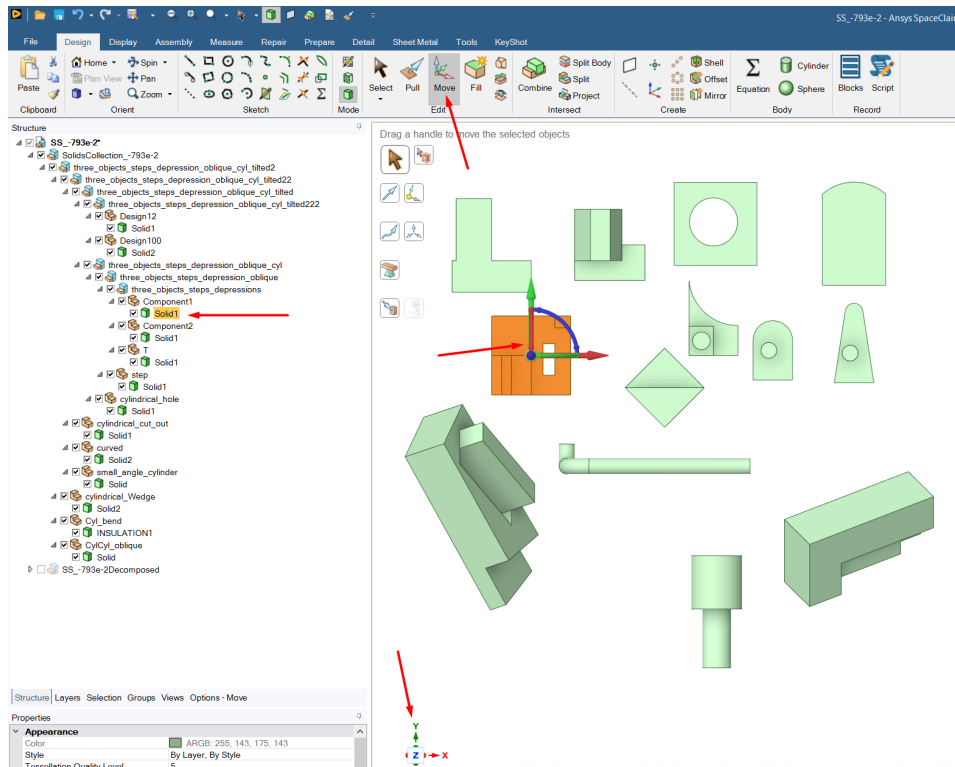 SS_-793e-2 - Ansys SpaceClair
File Design Display Assembly Measure Repair Prepare Detail Sheet Metal Tools KeyShot
Home Spin Split Body Shell Cylinder
Plan View Pan Split Offset
Paste Zoom Select Pull Move Fill Combine Project Mirror Equation Sphere Blocks Script
Clipboard Orient Sketch Mode Edit Intersect Create Body Record
Structure
SS_-793e-2*
SolidsCollection_-793e-2
three_objects_steps_depression_oblique_cyl_tilted2
three_objects_steps_depression_oblique_cyl_tilted22
three_objects_steps_depression_oblique_cyl_tilted
three_objects_steps_depression_oblique_cyl_tilted222
Design12
Solid1
Design100
Solid2
three_objects_steps_depression_oblique_cyl
three_objects_steps_depression_oblique
three_objects_steps_depressions
Component1
Solid1
Component2
Solid1
T
Solid1
step
Solid1
cylindrical_hole
Solid1
cylindrical_cut_out
Solid1
curved
Solid2
small_angle_cylinder
Solid
cylindrical_Wedge
Solid2
Cyl_bend
INSULATION1
CylCyl_oblique
Solid
SS_-793e-2Decomposed
Drag a handle to move the selected objects
Y
Z X
Structure Layers Selection Groups Views Options - Move
Properties
Appearance
Color ARGB: 255, 143, 175, 143
Style By Layer, By Style
Tessellation Quality Level 5